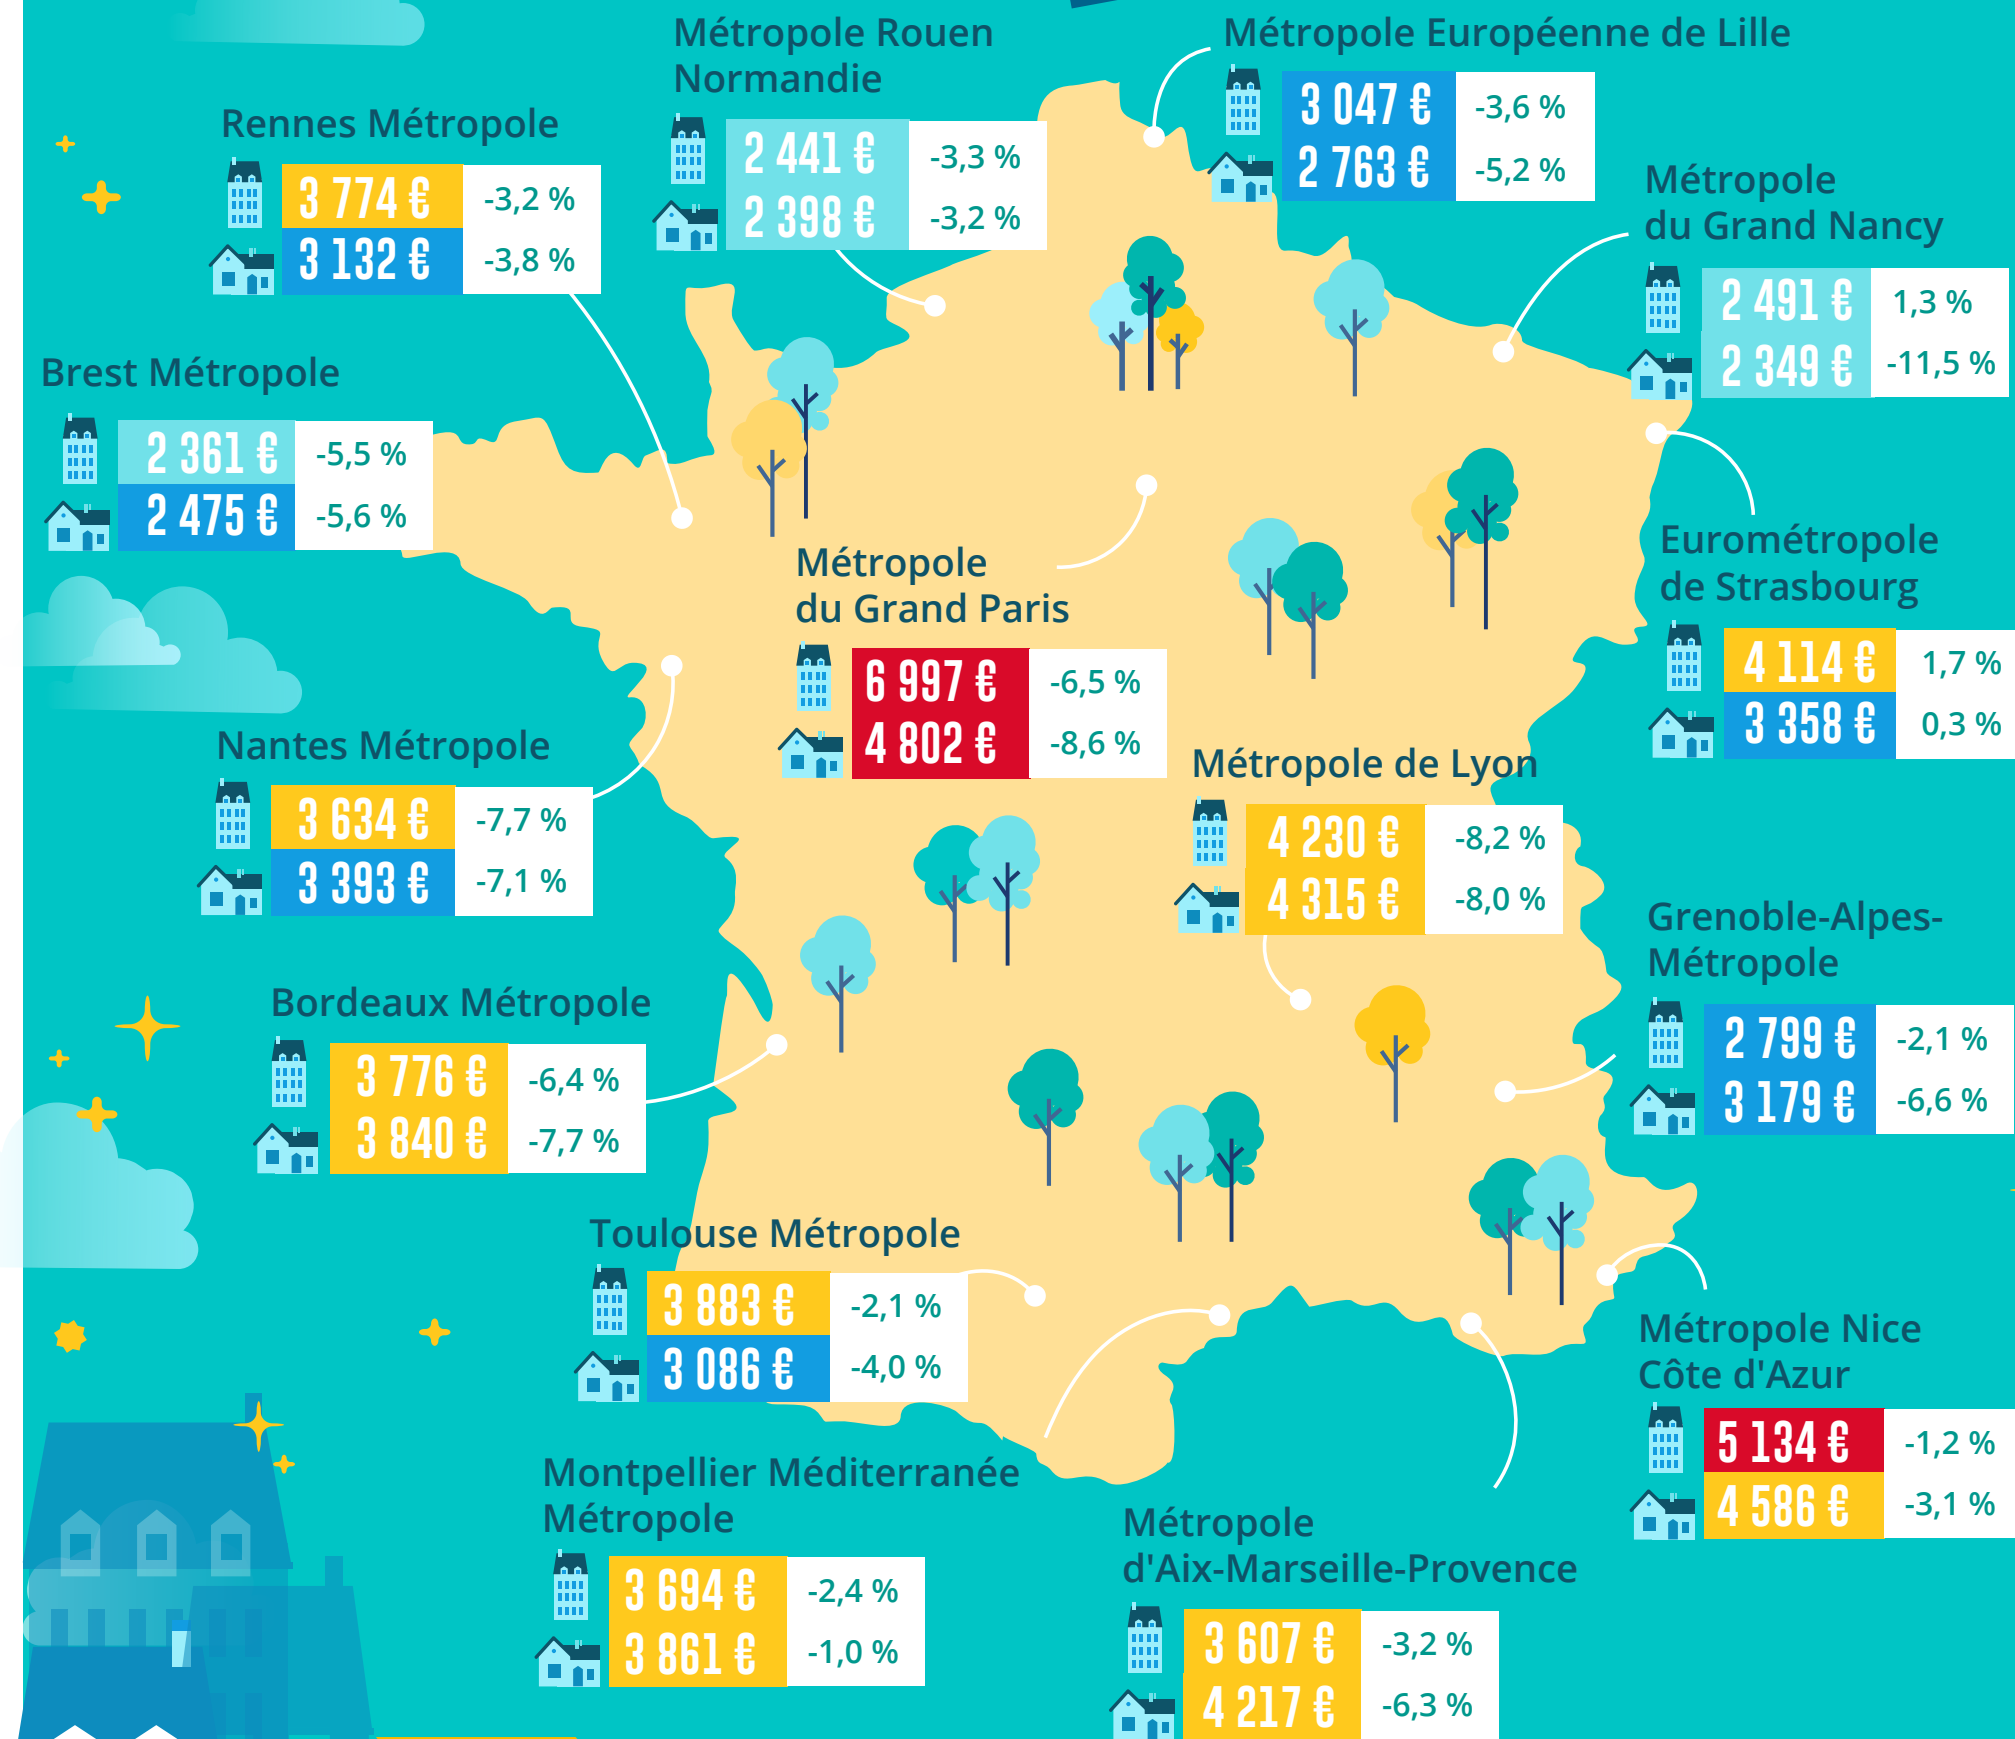 Métropole Rouen
Normandie
2 441 € -3,3 %
2 398 € -3,2 %
Métropole Européenne de Lille
3 047 € -3,6 %
2 763 € -5,2 %
Rennes Métropole
3 774 € -3,2 %
3 132 € -3,8 %
Métropole
du Grand Nancy
2 491 € 1,3 %
2 349 € -11,5 %
Brest Métropole
2 361 € -5,5 %
2 475 € -5,6 %
Métropole
du Grand Paris
6 997 € -6,5 %
4 802 € -8,6 %
Eurométropole
de Strasbourg
4 114 € 1,7 %
3 358 € 0,3 %
Nantes Métropole
3 634 € -7,7 %
3 393 € -7,1 %
Métropole de Lyon
4 230 € -8,2 %
4 315 € -8,0 %
Grenoble-Alpes-
Métropole
2 799 € -2,1 %
3 179 € -6,6 %
Bordeaux Métropole
3 776 € -6,4 %
3 840 € -7,7 %
Toulouse Métropole
3 883 € -2,1 %
3 086 € -4,0 %
Métropole Nice
Côte d'Azur
5 134 € -1,2 %
4 586 € -3,1 %
Montpellier Méditerranée
Métropole
3 694 € -2,4 %
3 861 € -1,0 %
Métropole
d'Aix-Marseille-Provence
3 607 € -3,2 %
4 217 € -6,3 %